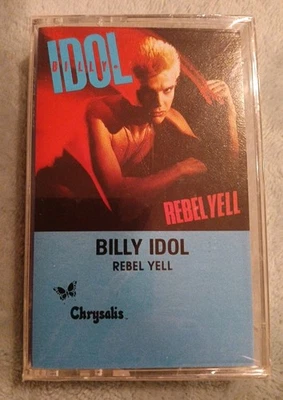 IDOL
BILLY
REBEL YELL
BILLY IDOL
REBEL YELL
Chrysalis.